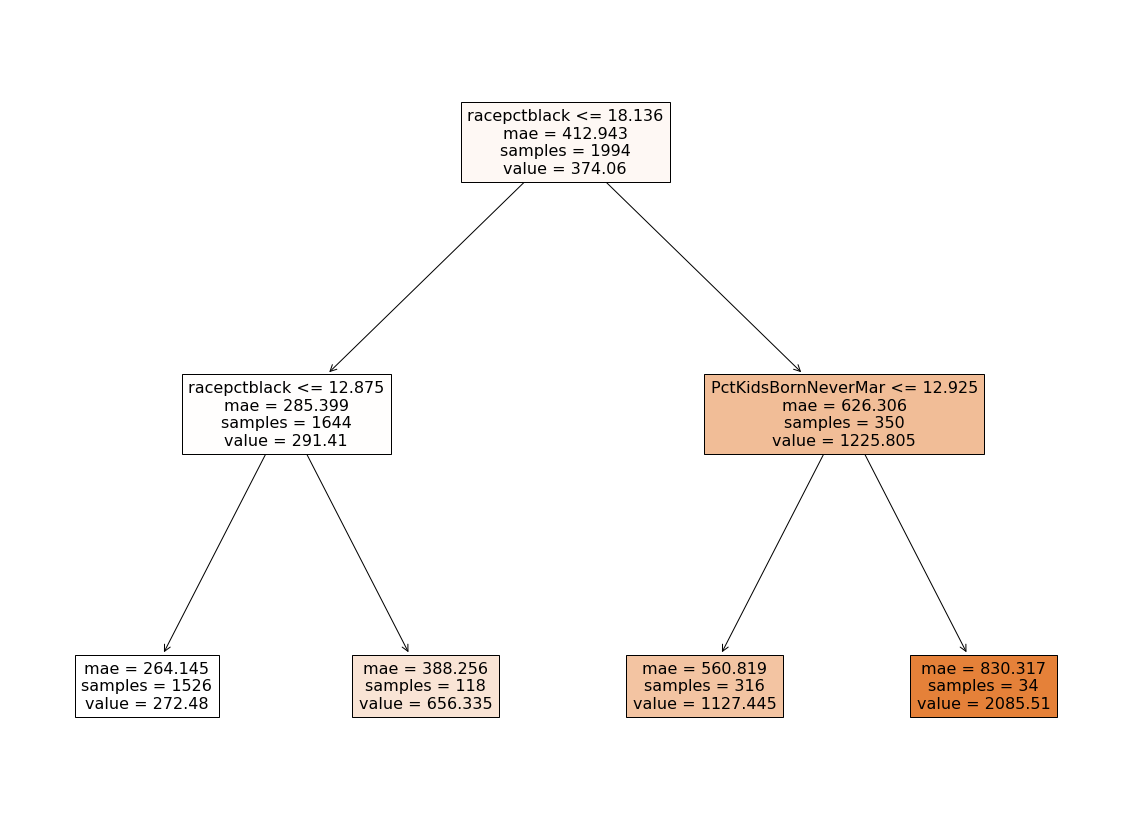 racepctblack <= 18.136
mae = 412.943
samples = 1994
value = 374.06
racepctblack <= 12.875
mae = 285.399
samples = 1644
value = 291.41
PctKidsBornNeverMar <= 12.925
mae = 626.306
samples = 350
value = 1225.805
mae = 264.145
samples = 1526
value = 272.48
mae = 388.256
samples = 118
value = 656.335
mae = 560.819
samples = 316
value = 1127.445
mae = 830.317
samples = 34
value = 2085.51